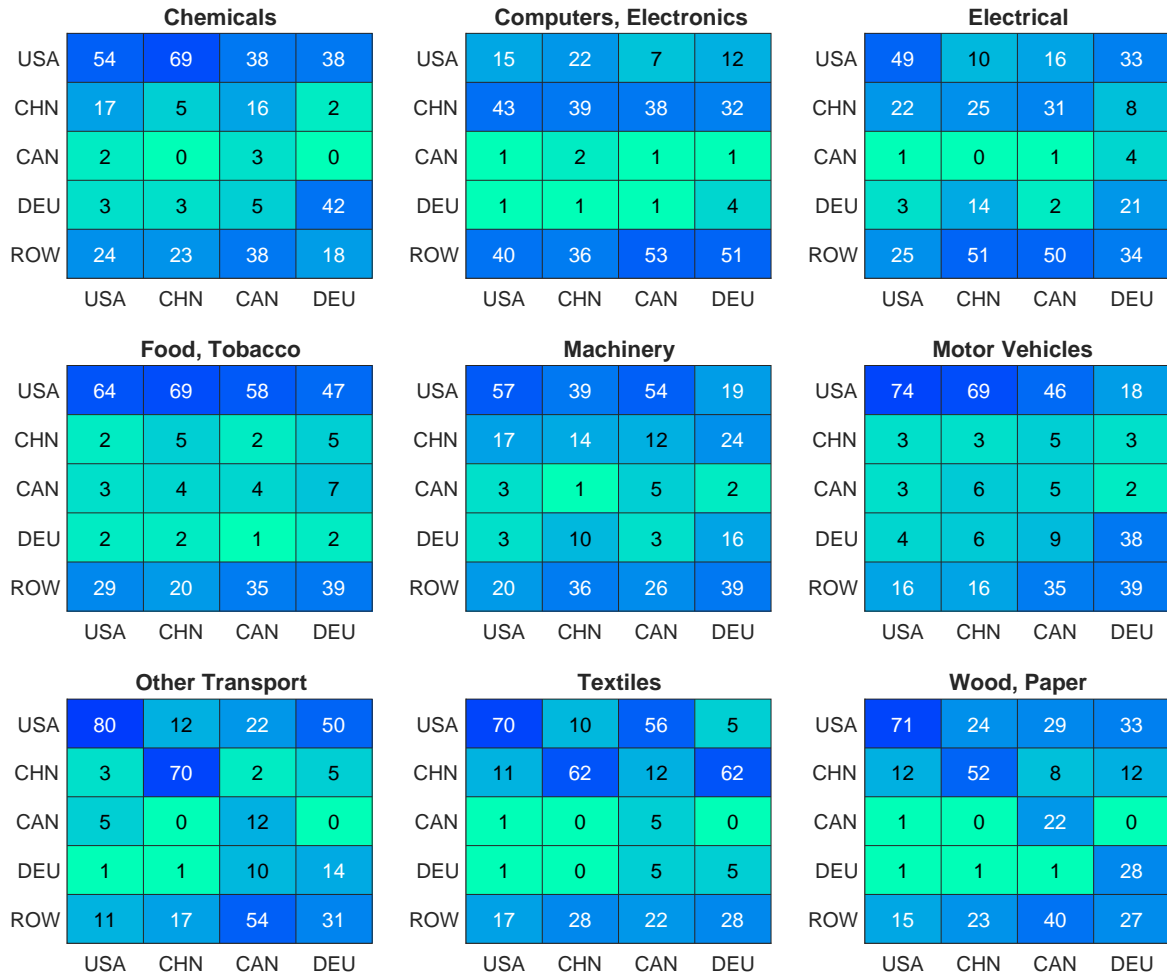 Chemicals Computers, Electronics Electrical
USA 54 69 38 38 USA 15 22 7 12 USA 49 10 16 33
CHN 17 5 16 2 CHN 43 39 38 32 CHN 22 25 31 8
CAN 2 0 3 0 CAN 1 2 1 1 CAN 1 0 1 4
DEU 3 3 5 42 DEU 1 1 1 4 DEU 3 14 2 21
ROW 24 23 38 18 ROW 40 36 53 51 ROW 25 51 50 34
USA CHN CAN DEU USA CHN CAN DEU USA CHN CAN DEU
Food, Tobacco Machinery Motor Vehicles
USA 64 69 58 47 USA 57 39 54 19 USA 74 69 46 18
CHN 2 5 2 5 CHN 17 14 12 24 CHN 3 3 5 3
CAN 3 4 4 7 CAN 3 1 5 2 CAN 3 6 5 2
DEU 2 2 1 2 DEU 3 10 3 16 DEU 4 6 9 38
ROW 29 20 35 39 ROW 20 36 26 39 ROW 16 16 35 39
USA CHN CAN DEU USA CHN CAN DEU USA CHN CAN DEU
Other Transport Textiles Wood, Paper
USA 80 12 22 50 USA 70 10 56 5 USA 71 24 29 33
CHN 3 70 2 5 CHN 11 62 12 62 CHN 12 52 8 12
CAN 5 0 12 0 CAN 1 0 5 0 CAN 1 0 22 0
DEU 1 1 10 14 DEU 1 0 5 5 DEU 1 1 1 28
ROW 11 17 54 31 ROW 17 28 22 28 ROW 15 23 40 27
USA CHN CAN DEU USA CHN CAN DEU USA CHN CAN DEU